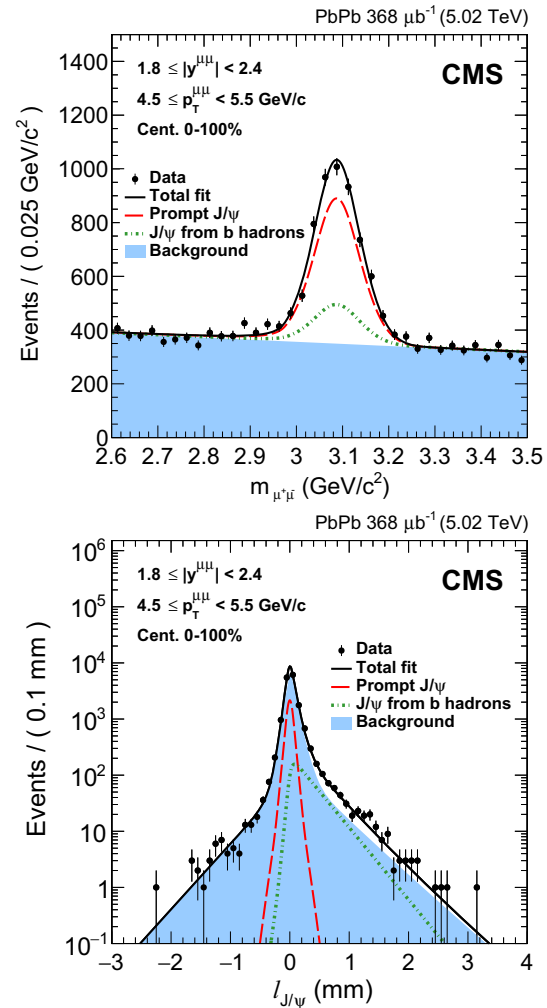 PbPb 368 μb⁻¹ (5.02 TeV)
CMS
1.8 ≤ |y^μμ| < 2.4
4.5 ≤ p_T^μμ < 5.5 GeV/c
Cent. 0-100%
Data
Total fit
Prompt J/ψ
J/ψ from b hadrons
Background
Events / ( 0.025 GeV/c²)
1400
1200
1000
800
600
400
200
0
2.6 2.7 2.8 2.9 3 3.1 3.2 3.3 3.4 3.5
m_μ⁺μ⁻ (GeV/c²)
PbPb 368 μb⁻¹ (5.02 TeV)
CMS
1.8 ≤ |y^μμ| < 2.4
4.5 ≤ p_T^μμ < 5.5 GeV/c
Cent. 0-100%
Data
Total fit
Prompt J/ψ
J/ψ from b hadrons
Background
Events / ( 0.1 mm)
10⁶
10⁵
10⁴
10³
10²
10
1
10⁻¹
−3 −2 −1 0 1 2 3 4
l_J/ψ (mm)